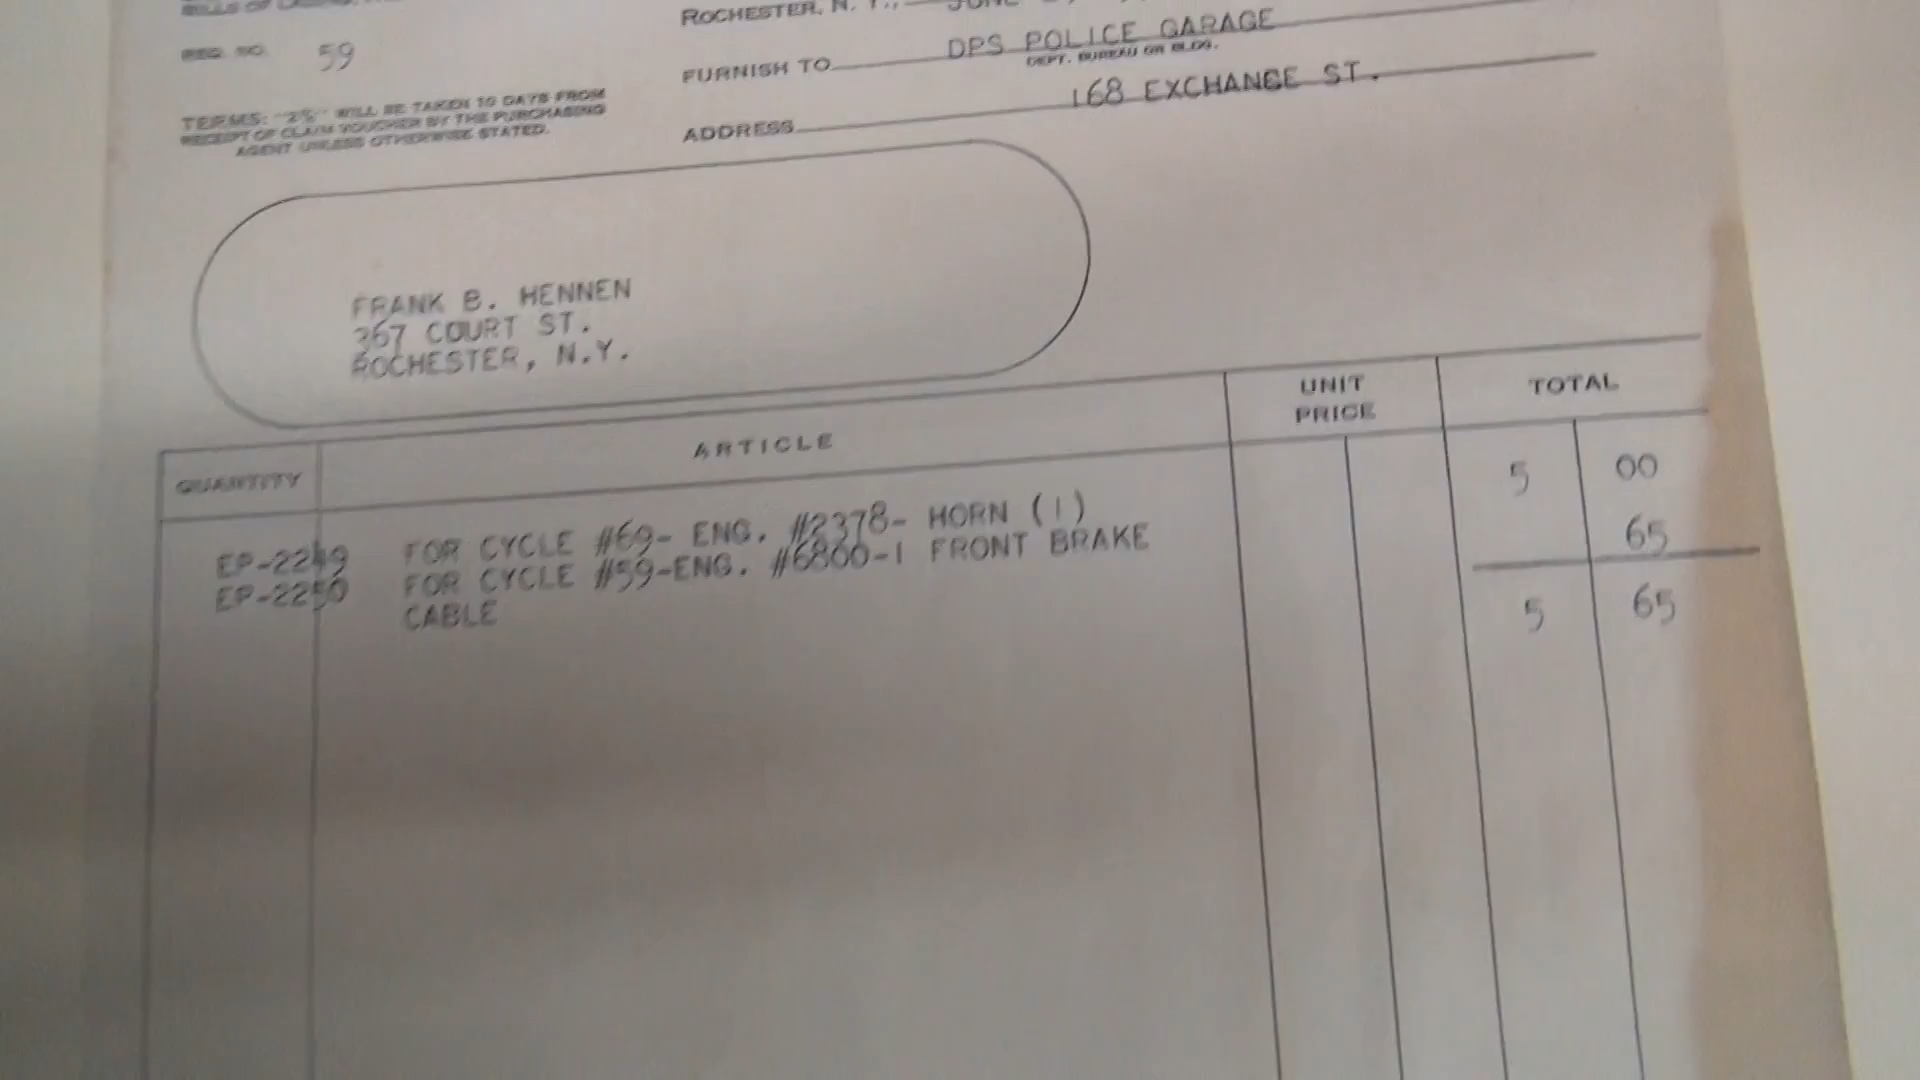 BILLS OF
ROCHESTER, N. Y., JUNE
REQ. NO. 59
FURNISH TO DPS POLICE GARAGE
DEPT. BUREAU OR BLDG.
ADDRESS 168 EXCHANGE ST.
TERMS: "2%" WILL BE TAKEN 10 DAYS FROM
RECEIPT OF CLAIM VOUCHER BY THE PURCHASING
AGENT UNLESS OTHERWISE STATED.
FRANK B. HENNEN
367 COURT ST.
ROCHESTER, N.Y.
QUANTITY ARTICLE UNIT PRICE TOTAL
EP-2249 FOR CYCLE #69- ENG. #2378- HORN (1) 5 00
EP-2250 FOR CYCLE #59-ENG. #6800-1 FRONT BRAKE 65
CABLE 5 65